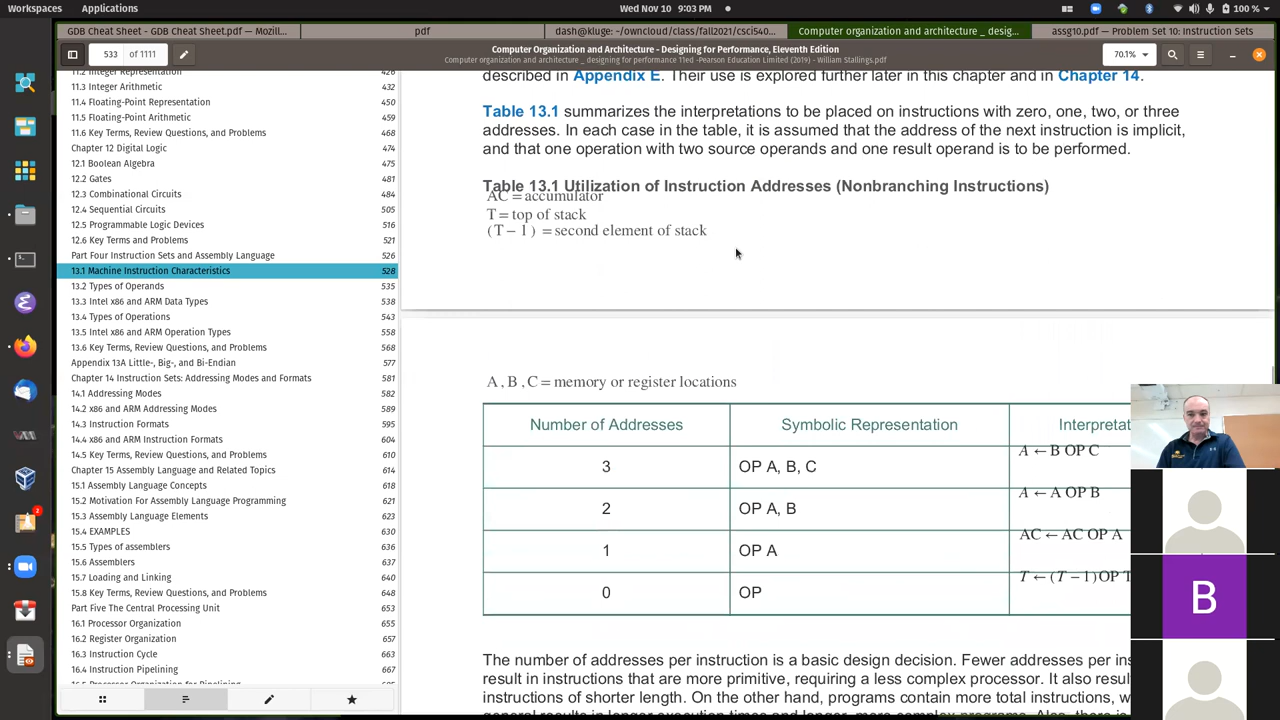 Workspaces Applications Wed Nov 10 9:03 PM 100 %
GDB Cheat Sheet - GDB Cheat Sheet.pdf — Mozill...
pdf
dash@kluge: ~/owncloud/class/fall2021/csci540...
Computer organization and architecture _ desig...
assg10.pdf — Problem Set 10: Instruction Sets
533 of 1111
Computer Organization and Architecture - Designing for Performance, Eleventh Edition
Computer organization and architecture _ designing for performance 11ed -Pearson Education Limited (2019) - William Stallings.pdf
70.1%
11.2 Integer Representation 426
11.3 Integer Arithmetic 432
11.4 Floating-Point Representation 450
11.5 Floating-Point Arithmetic 459
11.6 Key Terms, Review Questions, and Problems 468
Chapter 12 Digital Logic 474
12.1 Boolean Algebra 475
12.2 Gates 481
12.3 Combinational Circuits 484
12.4 Sequential Circuits 505
12.5 Programmable Logic Devices 516
12.6 Key Terms and Problems 521
Part Four Instruction Sets and Assembly Language 526
13.1 Machine Instruction Characteristics 528
13.2 Types of Operands 535
13.3 Intel x86 and ARM Data Types 538
13.4 Types of Operations 543
13.5 Intel x86 and ARM Operation Types 558
13.6 Key Terms, Review Questions, and Problems 568
Appendix 13A Little-, Big-, and Bi-Endian 577
Chapter 14 Instruction Sets: Addressing Modes and Formats 581
14.1 Addressing Modes 582
14.2 x86 and ARM Addressing Modes 589
14.3 Instruction Formats 595
14.4 x86 and ARM Instruction Formats 604
14.5 Key Terms, Review Questions, and Problems 610
Chapter 15 Assembly Language and Related Topics 614
15.1 Assembly Language Concepts 618
15.2 Motivation For Assembly Language Programming 621
15.3 Assembly Language Elements 623
15.4 EXAMPLES 630
15.5 Types of assemblers 636
15.6 Assemblers 637
15.7 Loading and Linking 640
15.8 Key Terms, Review Questions, and Problems 648
Part Five The Central Processing Unit 653
16.1 Processor Organization 655
16.2 Register Organization 657
16.3 Instruction Cycle 663
16.4 Instruction Pipelining 667
described in Appendix E. Their use is explored further later in this chapter and in Chapter 14.
Table 13.1 summarizes the interpretations to be placed on instructions with zero, one, two, or three
addresses. In each case in the table, it is assumed that the address of the next instruction is implicit,
and that one operation with two source operands and one result operand is to be performed.
Table 13.1 Utilization of Instruction Addresses (Nonbranching Instructions)
AC = accumulator
T = top of stack
(T − 1) = second element of stack
A, B, C = memory or register locations
Number of Addresses Symbolic Representation Interpretat
3 OP A, B, C A ← B OP C
2 OP A, B A ← A OP B
1 OP A AC ← AC OP A
0 OP T ← (T − 1) OP T
The number of addresses per instruction is a basic design decision. Fewer addresses per ins
result in instructions that are more primitive, requiring a less complex processor. It also resul
instructions of shorter length. On the other hand, programs contain more total instructions, w
B
2